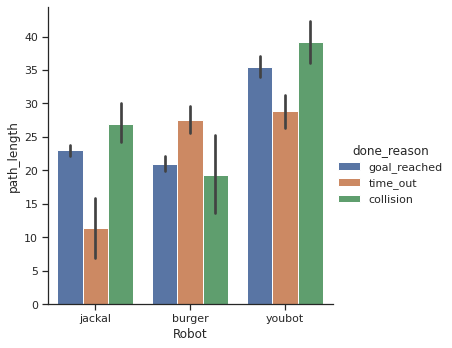 path_length
40
35
30
25
20
15
10
5
0
jackal
burger
youbot
Robot
done_reason
goal_reached
time_out
collision